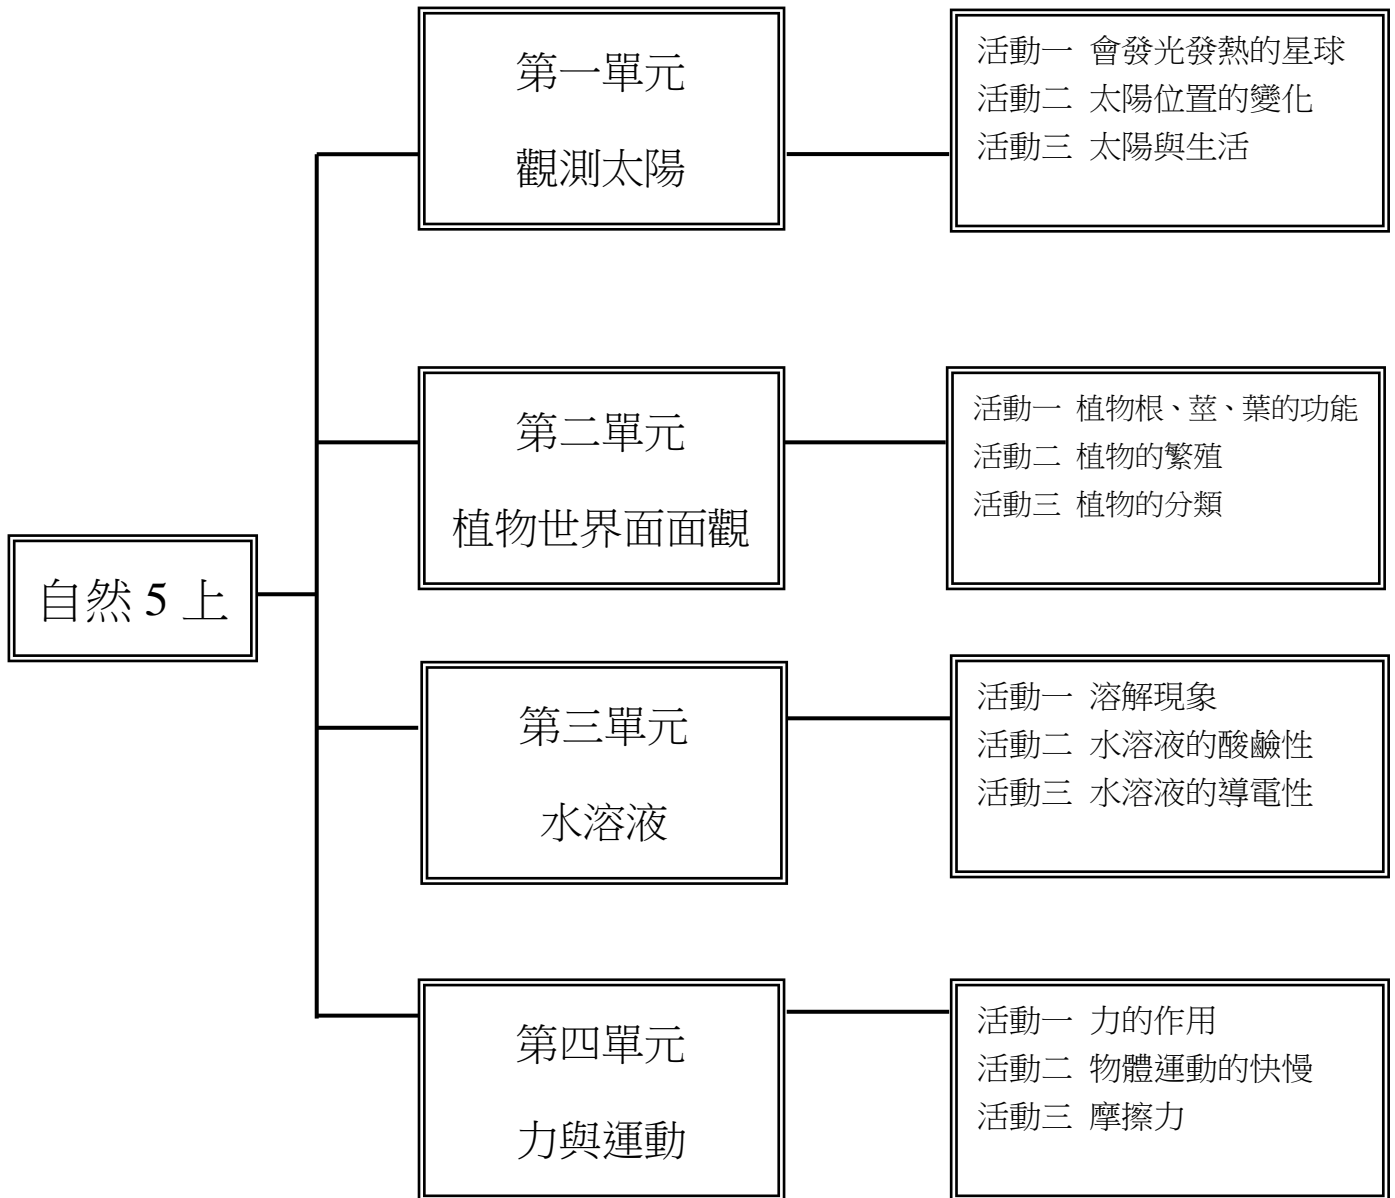 自然 5 上
第一單元
觀測太陽
活動一 會發光發熱的星球
活動二 太陽位置的變化
活動三 太陽與生活
第二單元
植物世界面面觀
活動一 植物根、莖、葉的功能
活動二 植物的繁殖
活動三 植物的分類
第三單元
水溶液
活動一 溶解現象
活動二 水溶液的酸鹼性
活動三 水溶液的導電性
第四單元
力與運動
活動一 力的作用
活動二 物體運動的快慢
活動三 摩擦力